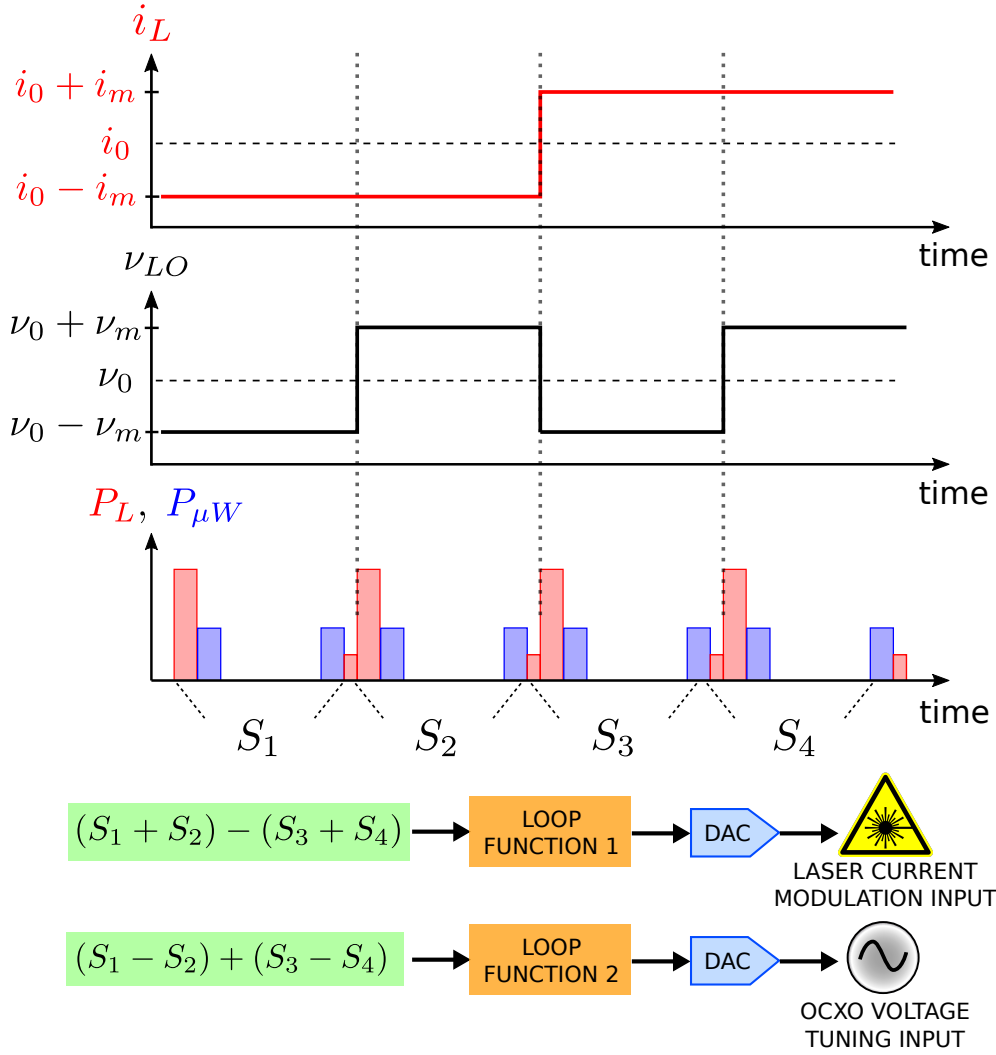 i_L
i_0 + i_m
i_0
i_0 − i_m
time
ν_LO
ν_0 + ν_m
ν_0
ν_0 − ν_m
time
P_L, P_μW
time
S_1 S_2 S_3 S_4
(S_1 + S_2) − (S_3 + S_4)
LOOP
FUNCTION 1
DAC
LASER CURRENT
MODULATION INPUT
(S_1 − S_2) + (S_3 − S_4)
LOOP
FUNCTION 2
DAC
OCXO VOLTAGE
TUNING INPUT